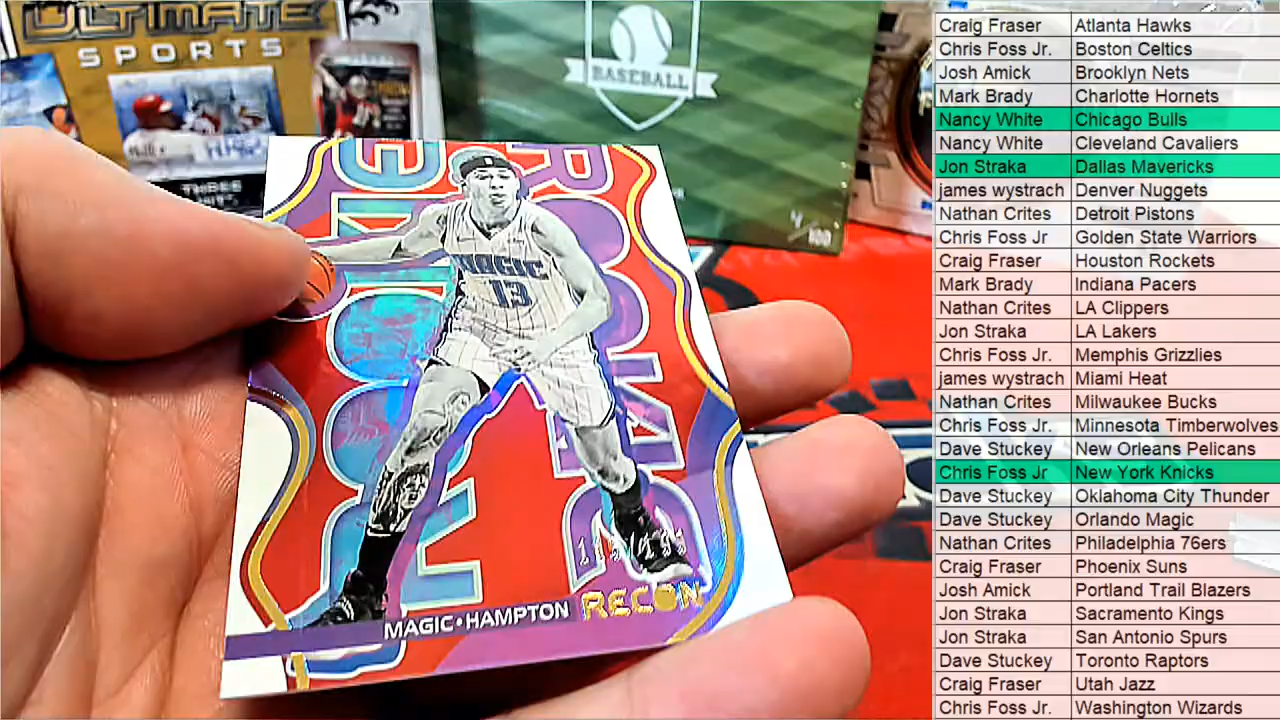 ULTIMATE
SPORTS
THREE
BASEBALL
ROOKIE
ROOKIE
MAGIC
13
MAGIC•HAMPTON RECON
Craig Fraser Atlanta Hawks
Chris Foss Jr. Boston Celtics
Josh Amick Brooklyn Nets
Mark Brady Charlotte Hornets
Nancy White Chicago Bulls
Nancy White Cleveland Cavaliers
Jon Straka Dallas Mavericks
james wystrach Denver Nuggets
Nathan Crites Detroit Pistons
Chris Foss Jr Golden State Warriors
Craig Fraser Houston Rockets
Mark Brady Indiana Pacers
Nathan Crites LA Clippers
Jon Straka LA Lakers
Chris Foss Jr. Memphis Grizzlies
james wystrach Miami Heat
Nathan Crites Milwaukee Bucks
Chris Foss Jr. Minnesota Timberwolves
Dave Stuckey New Orleans Pelicans
Chris Foss Jr New York Knicks
Dave Stuckey Oklahoma City Thunder
Dave Stuckey Orlando Magic
Nathan Crites Philadelphia 76ers
Craig Fraser Phoenix Suns
Josh Amick Portland Trail Blazers
Jon Straka Sacramento Kings
Jon Straka San Antonio Spurs
Dave Stuckey Toronto Raptors
Craig Fraser Utah Jazz
Chris Foss Jr. Washington Wizards